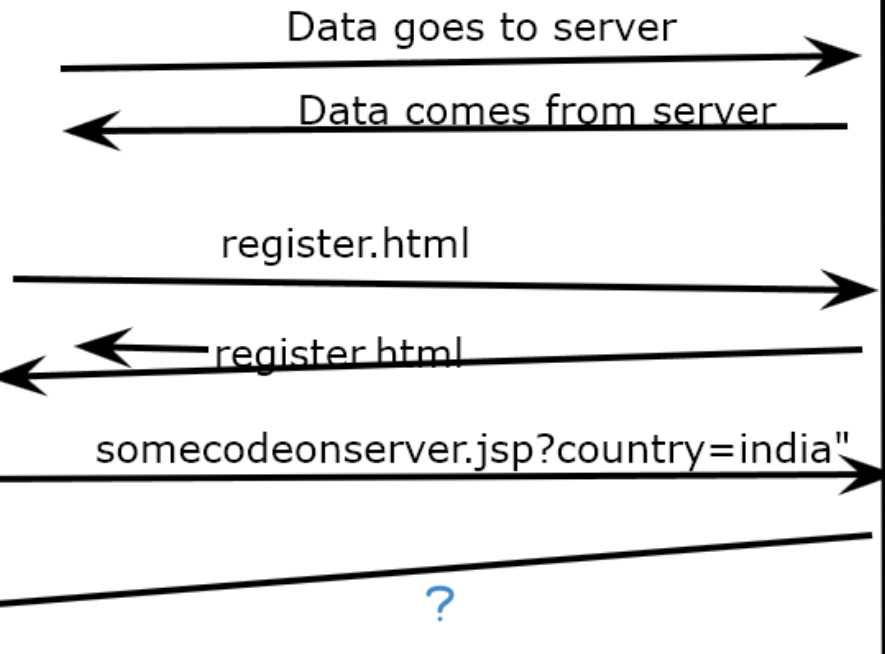 Data goes to server
Data comes from server
register.html
register.html
somecodeonserver.jsp?country=india"
?